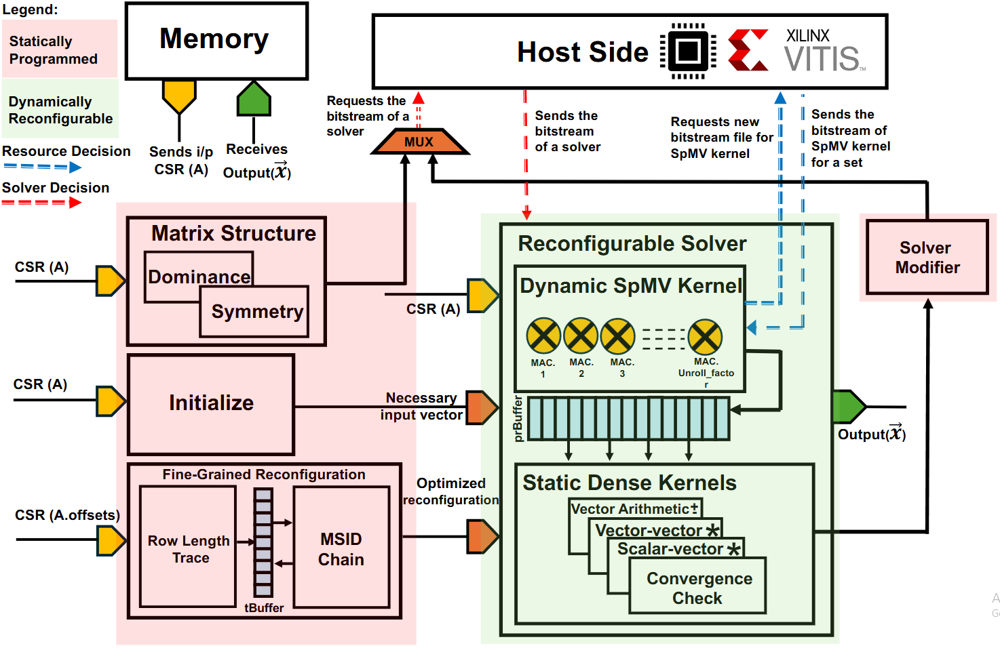 Legend:
Statically
Programmed
Dynamically
Reconfigurable
Resource Decision
Solver Decision
Memory
Sends i/p
CSR (A)
Receives
Output(x⃗)
Host Side
XILINX
VITIS™
Requests the
bitstream of a
solver
MUX
Sends the
bitstream
of a solver
Requests new
bitstream file for
SpMV kernel
Sends the
bitstream of
SpMV kernel
for a set
CSR (A)
Matrix Structure
Dominance
Symmetry
CSR (A)
Initialize
Necessary
input vector
CSR (A.offsets)
Fine-Grained Reconfiguration
Row Length
Trace
tBuffer
MSID
Chain
Optimized
reconfiguration
CSR (A)
Reconfigurable Solver
Dynamic SpMV Kernel
MAC.
1
MAC.
2
MAC.
3
MAC.
Unroll_facto
r
prBuffer
Static Dense Kernels
Vector Arithmetic±
Vector-vector *
Scalar-vector *
Convergence
Check
Output(x⃗)
Solver
Modifier